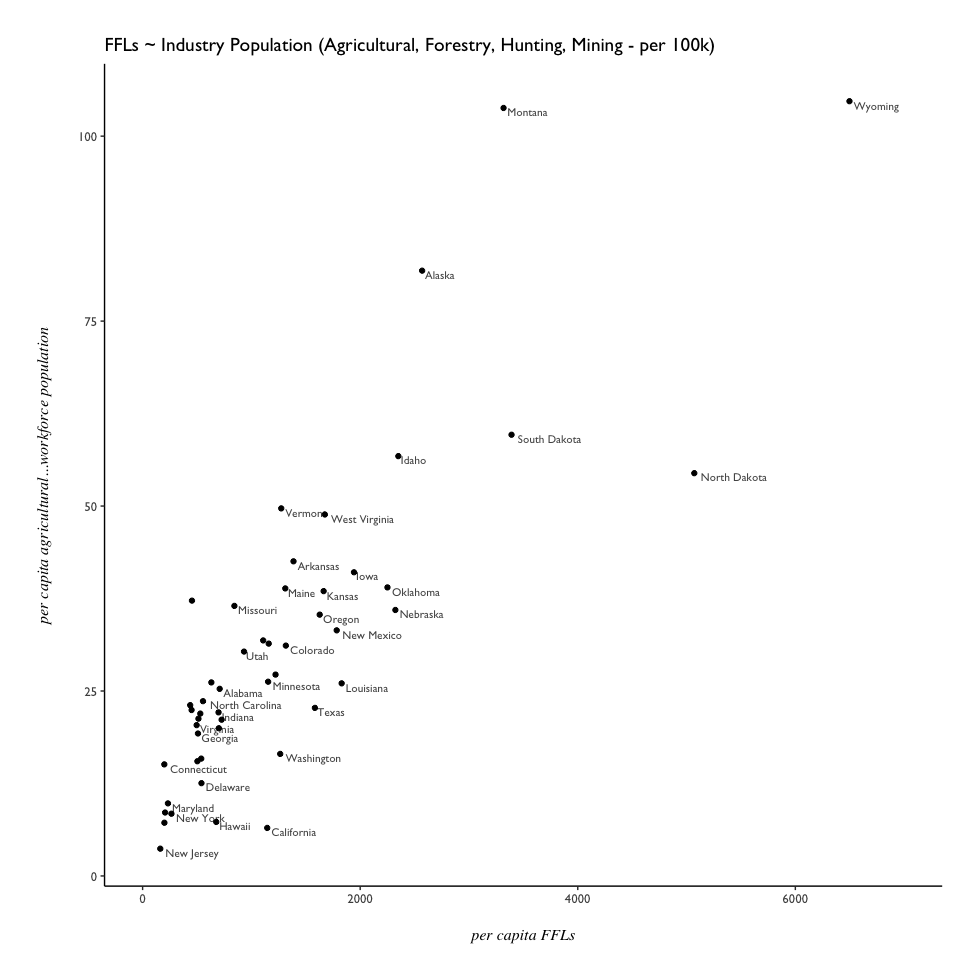 FFLs ~ Industry Population (Agricultural, Forestry, Hunting, Mining - per 100k)
Wyoming
Montana
100
Alaska
75
South Dakota
Idaho
North Dakota
50
Vermont
West Virginia
Arkansas
Iowa
Maine
Kansas
Oklahoma
Missouri
Nebraska
Oregon
New Mexico
Colorado
Utah
Minnesota
Louisiana
25
Alabama
North Carolina
Texas
Indiana
Virginia
Georgia
Washington
Connecticut
Delaware
Maryland
New York
Hawaii
California
New Jersey
0
0 2000 4000 6000
per capita FFLs
per capita agricultural...workforce population